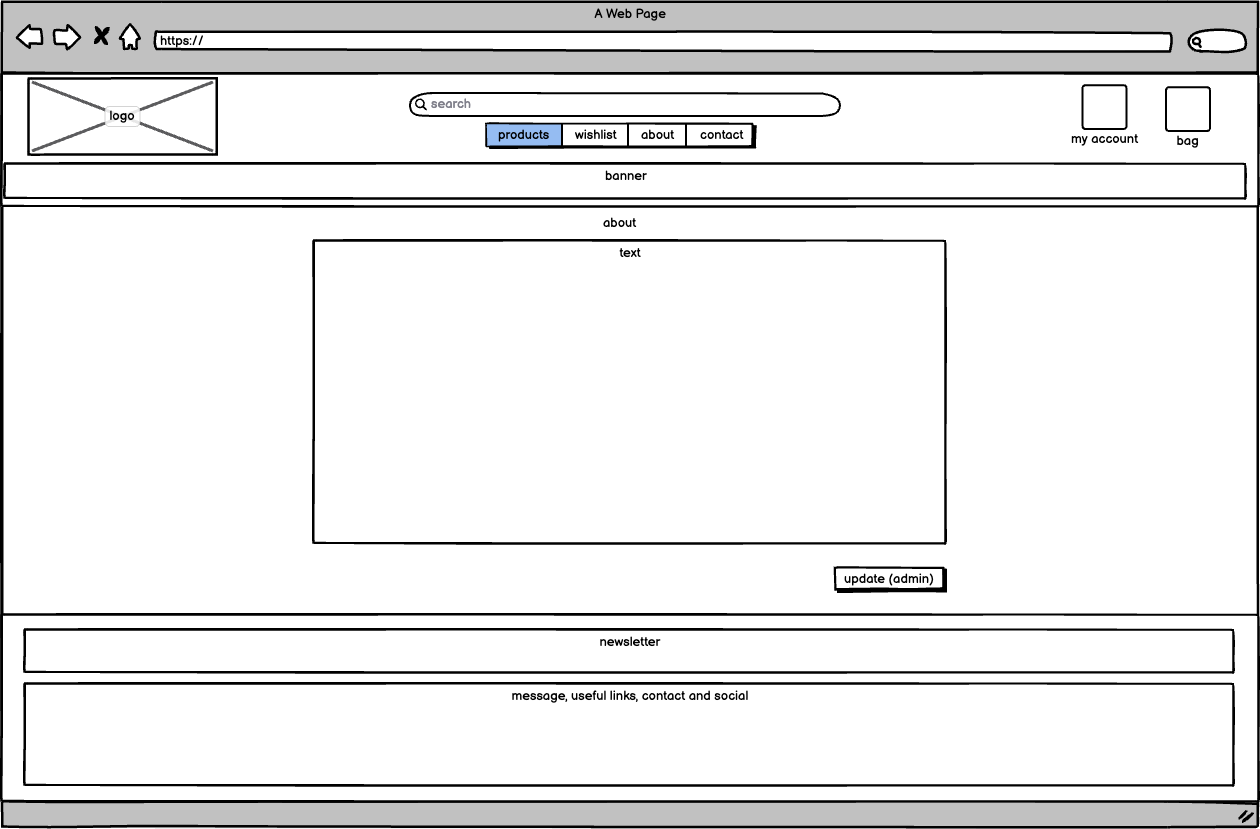 A Web Page
https://
logo
search
products wishlist about contact
my account
bag
banner
about
text
update (admin)
newsletter
message, useful links, contact and social